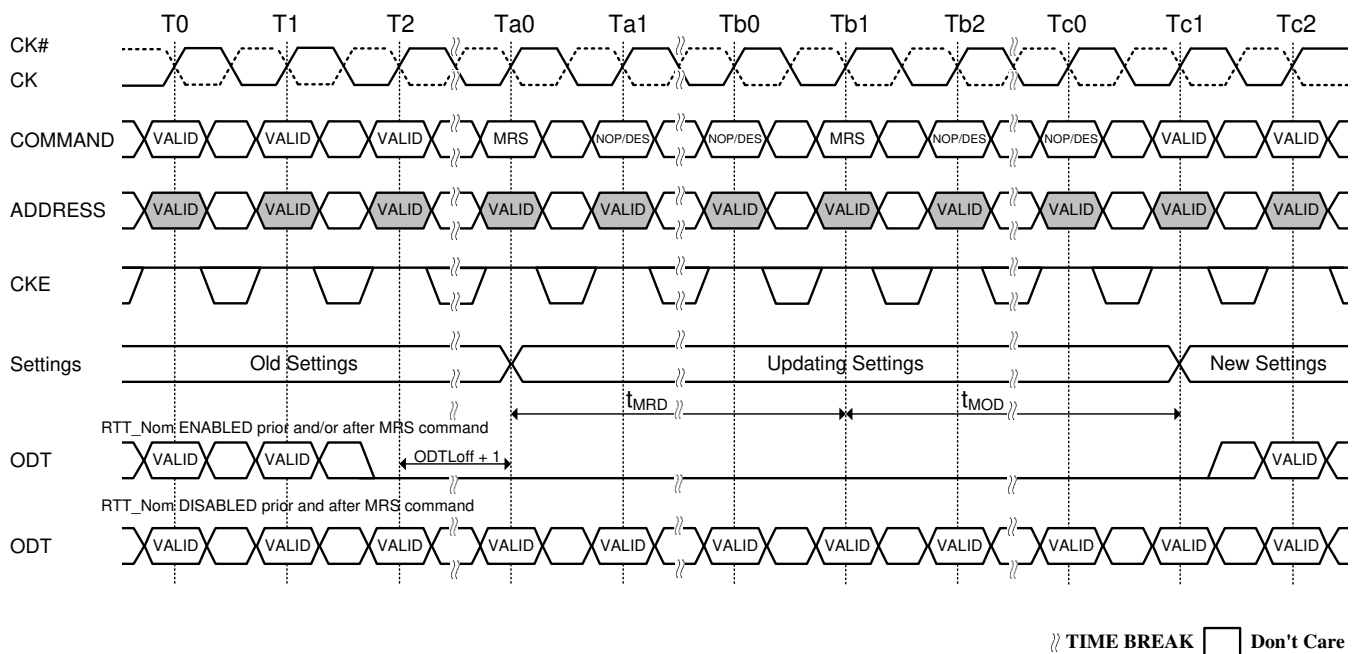 T0 T1 T2 Ta0 Ta1 Tb0 Tb1 Tb2 Tc0 Tc1 Tc2
CK#
CK
COMMAND VALID VALID VALID MRS NOP/DES NOP/DES MRS NOP/DES NOP/DES VALID VALID
ADDRESS VALID VALID VALID VALID VALID VALID VALID VALID VALID VALID VALID
CKE
Settings Old Settings Updating Settings New Settings
tMRD tMOD
RTT_Nom ENABLED prior and/or after MRS command
ODT VALID VALID ODTLoff + 1 VALID
RTT_Nom DISABLED prior and after MRS command
ODT VALID VALID VALID VALID VALID VALID VALID VALID VALID VALID VALID
TIME BREAK Don't Care